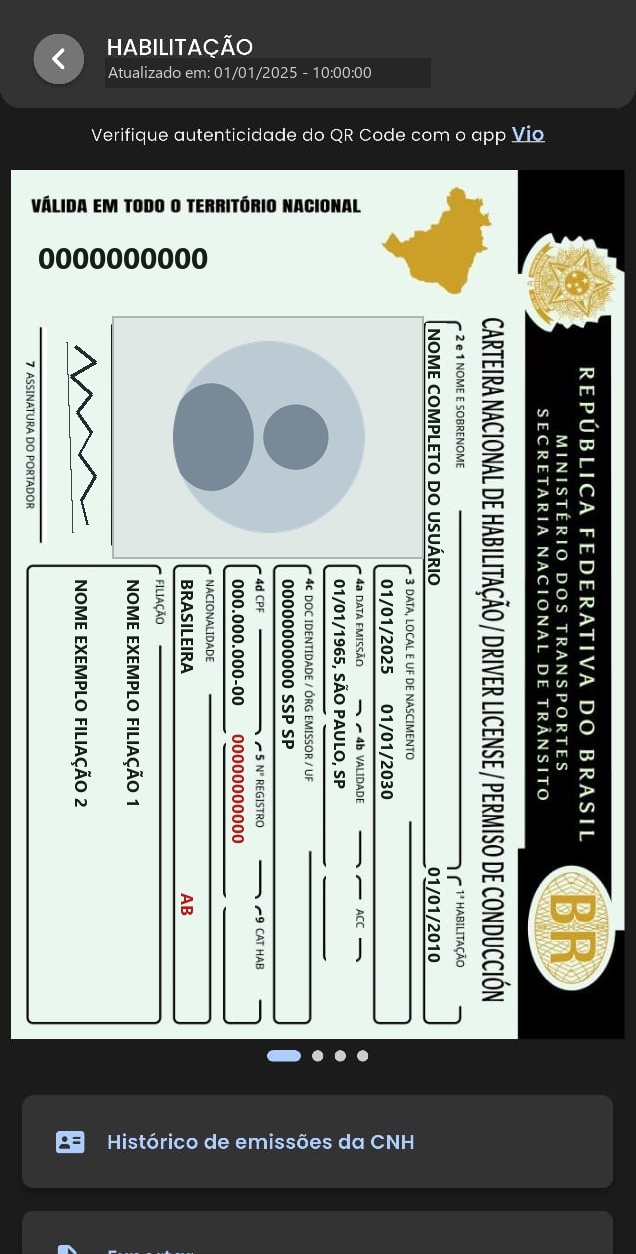 HABILITAÇÃO
Atualizado em: 01/01/2025 - 10:00:00
Verifique autenticidade do QR Code com o app Vio
REPÚBLICA FEDERATIVA DO BRASIL
MINISTÉRIO DOS TRANSPORTES
SECRETARIA NACIONAL DE TRÂNSITO
BR
CARTEIRA NACIONAL DE HABILITAÇÃO / DRIVER LICENSE / PERMISO DE CONDUCCIÓN
2 e 1 NOME E SOBRENOME
1ª HABILITAÇÃO
NOME COMPLETO DO USUÁRIO
01/01/2010
3 DATA, LOCAL E UF DE NASCIMENTO
01/01/2025 01/01/2030
4a DATA EMISSÃO
4b VALIDADE
ACC
01/01/1965, SÃO PAULO, SP
4c DOC IDENTIDADE / ÓRG EMISSOR / UF
00000000000 SSP SP
4d CPF
5 Nº REGISTRO
9 CAT HAB
000.000.000-00
00000000000
NACIONALIDADE
BRASILEIRA
AB
FILIAÇÃO
NOME EXEMPLO FILIAÇÃO 1
NOME EXEMPLO FILIAÇÃO 2
7 ASSINATURA DO PORTADOR
VÁLIDA EM TODO O TERRITÓRIO NACIONAL
0000000000
Histórico de emissões da CNH